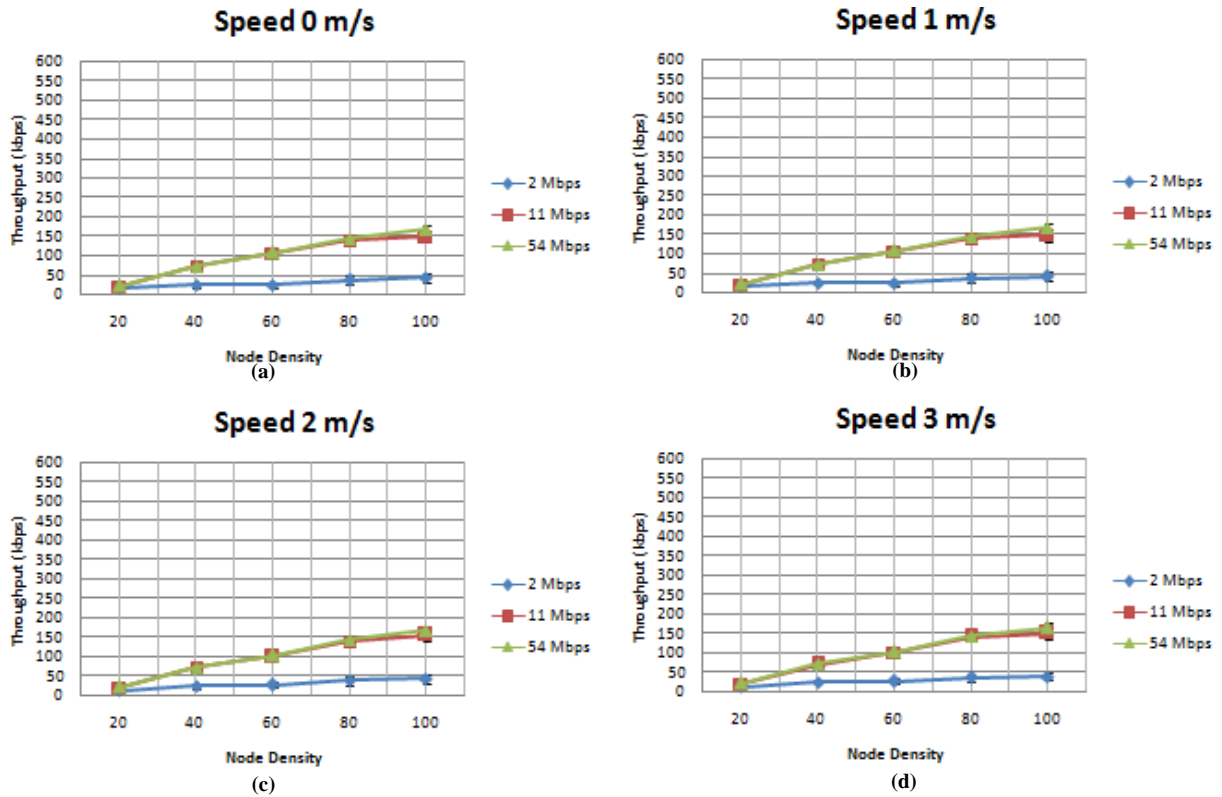 Speed 0 m/s
Throughput (kbps)
600
550
500
450
400
350
300
250
200
150
100
50
0
20 40 60 80 100
Node Density
2 Mbps
11 Mbps
54 Mbps
(a)
Speed 1 m/s
Throughput (kbps)
600
550
500
450
400
350
300
250
200
150
100
50
0
20 40 60 80 100
Node Density
2 Mbps
11 Mbps
54 Mbps
(b)
Speed 2 m/s
Throughput (kbps)
600
550
500
450
400
350
300
250
200
150
100
50
0
20 40 60 80 100
Node Density
2 Mbps
11 Mbps
54 Mbps
(c)
Speed 3 m/s
Throughput (kbps)
600
550
500
450
400
350
300
250
200
150
100
50
0
20 40 60 80 100
Node Density
2 Mbps
11 Mbps
54 Mbps
(d)